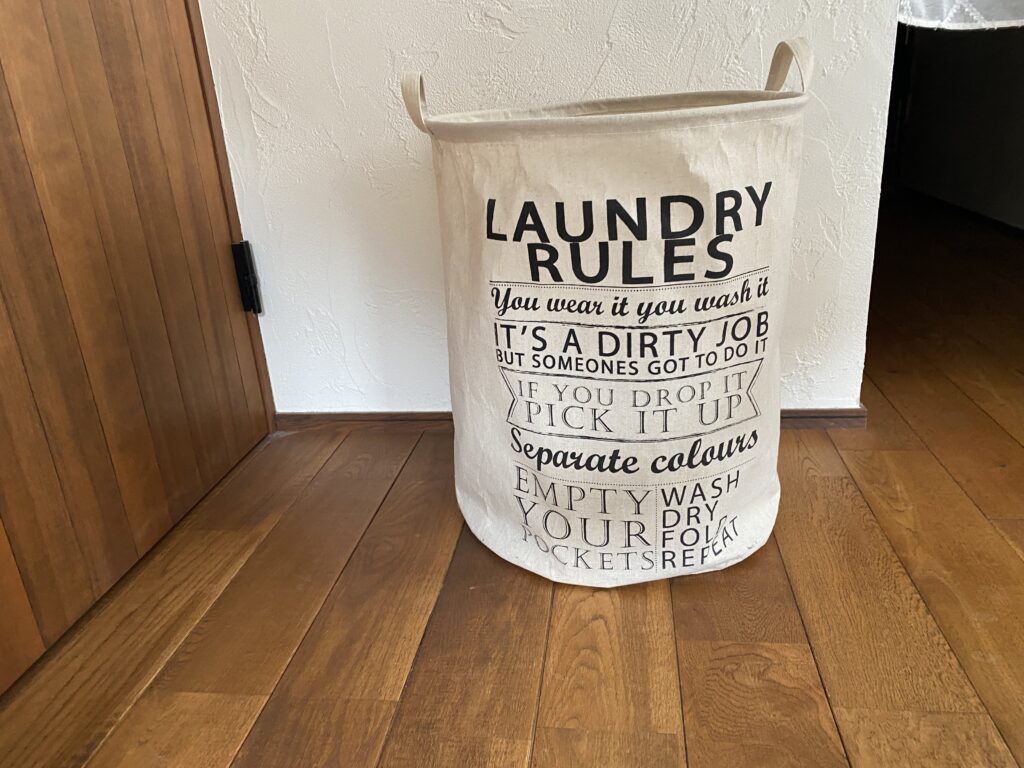 LAUNDRY
RULES
You wear it you wash it
IT'S A DIRTY JOB
BUT SOMEONES GOT TO DO IT
IF YOU DROP IT
PICK IT UP
Separate colours
EMPTY
YOUR
POCKETS
WASH
DRY
FOLD
REPEAT